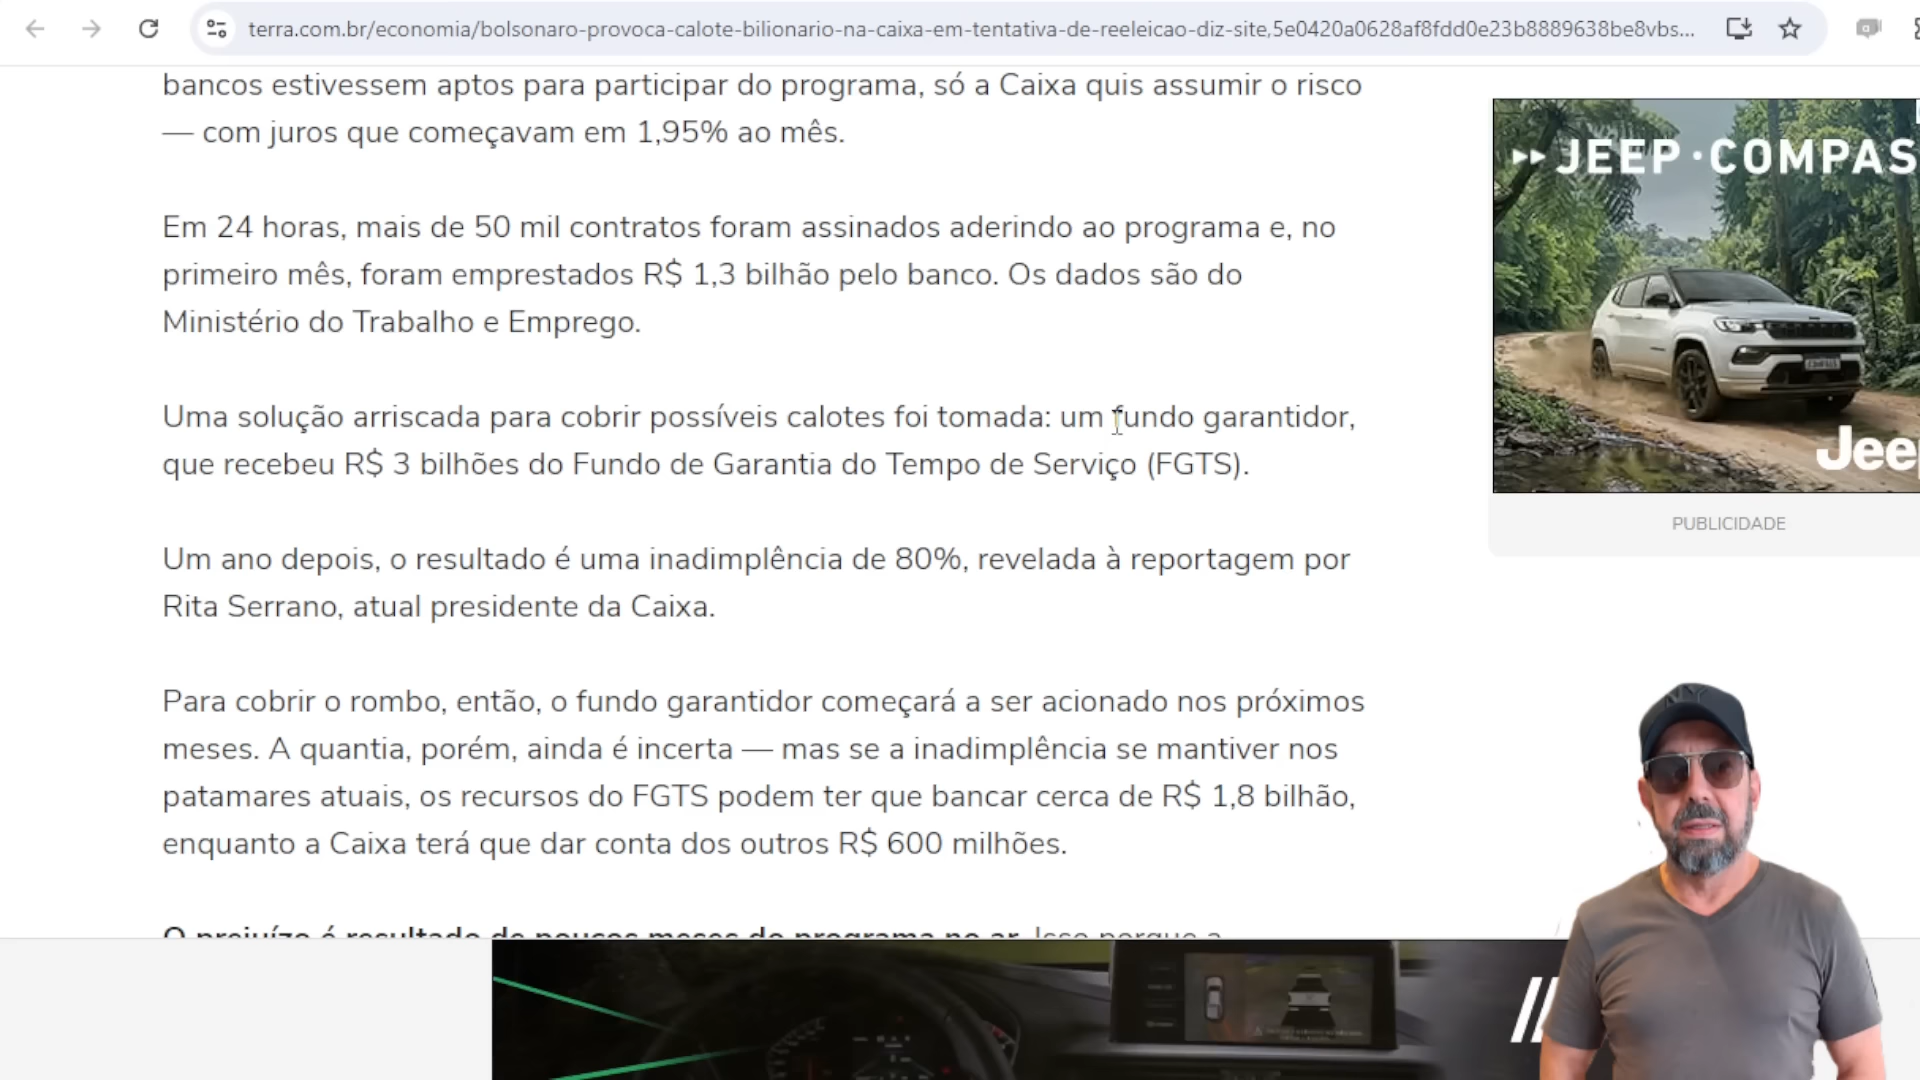 terra.com.br/economia/bolsonaro-provoca-calote-bilionario-na-caixa-em-tentativa-de-reeleicao-diz-site,5e0420a0628af8fdd0e23b8889638be8vbs...
bancos estivessem aptos para participar do programa, só a Caixa quis assumir o risco
— com juros que começavam em 1,95% ao mês.
Em 24 horas, mais de 50 mil contratos foram assinados aderindo ao programa e, no
primeiro mês, foram emprestados R$ 1,3 bilhão pelo banco. Os dados são do
Ministério do Trabalho e Emprego.
Uma solução arriscada para cobrir possíveis calotes foi tomada: um fundo garantidor,
que recebeu R$ 3 bilhões do Fundo de Garantia do Tempo de Serviço (FGTS).
Um ano depois, o resultado é uma inadimplência de 80%, revelada à reportagem por
Rita Serrano, atual presidente da Caixa.
Para cobrir o rombo, então, o fundo garantidor começará a ser acionado nos próximos
meses. A quantia, porém, ainda é incerta — mas se a inadimplência se mantiver nos
patamares atuais, os recursos do FGTS podem ter que bancar cerca de R$ 1,8 bilhão,
enquanto a Caixa terá que dar conta dos outros R$ 600 milhões.
O prejuízo é resultado de poucos meses do programa no ar. Isso porque a
JEEP·COMPAS
Jee
PUBLICIDADE
NY